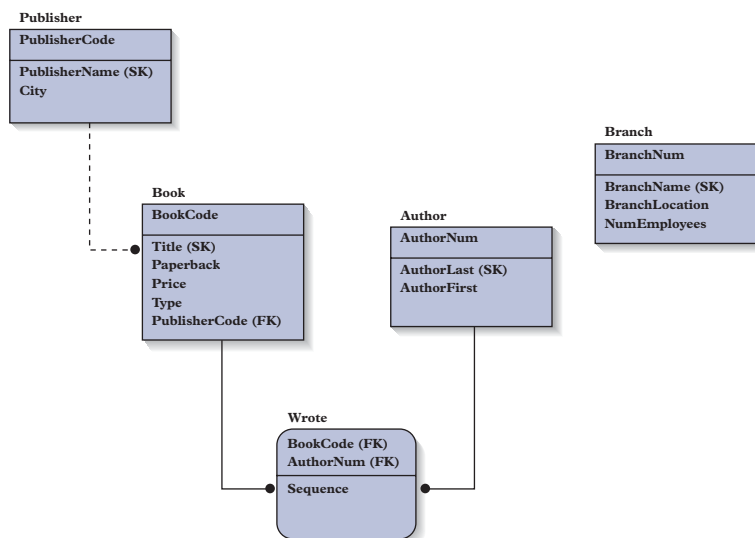 Publisher
PublisherCode
PublisherName (SK)
City
Book
BookCode
Title (SK)
Paperback
Price
Type
PublisherCode (FK)
Author
AuthorNum
AuthorLast (SK)
AuthorFirst
Branch
BranchNum
BranchName (SK)
BranchLocation
NumEmployees
Wrote
BookCode (FK)
AuthorNum (FK)
Sequence